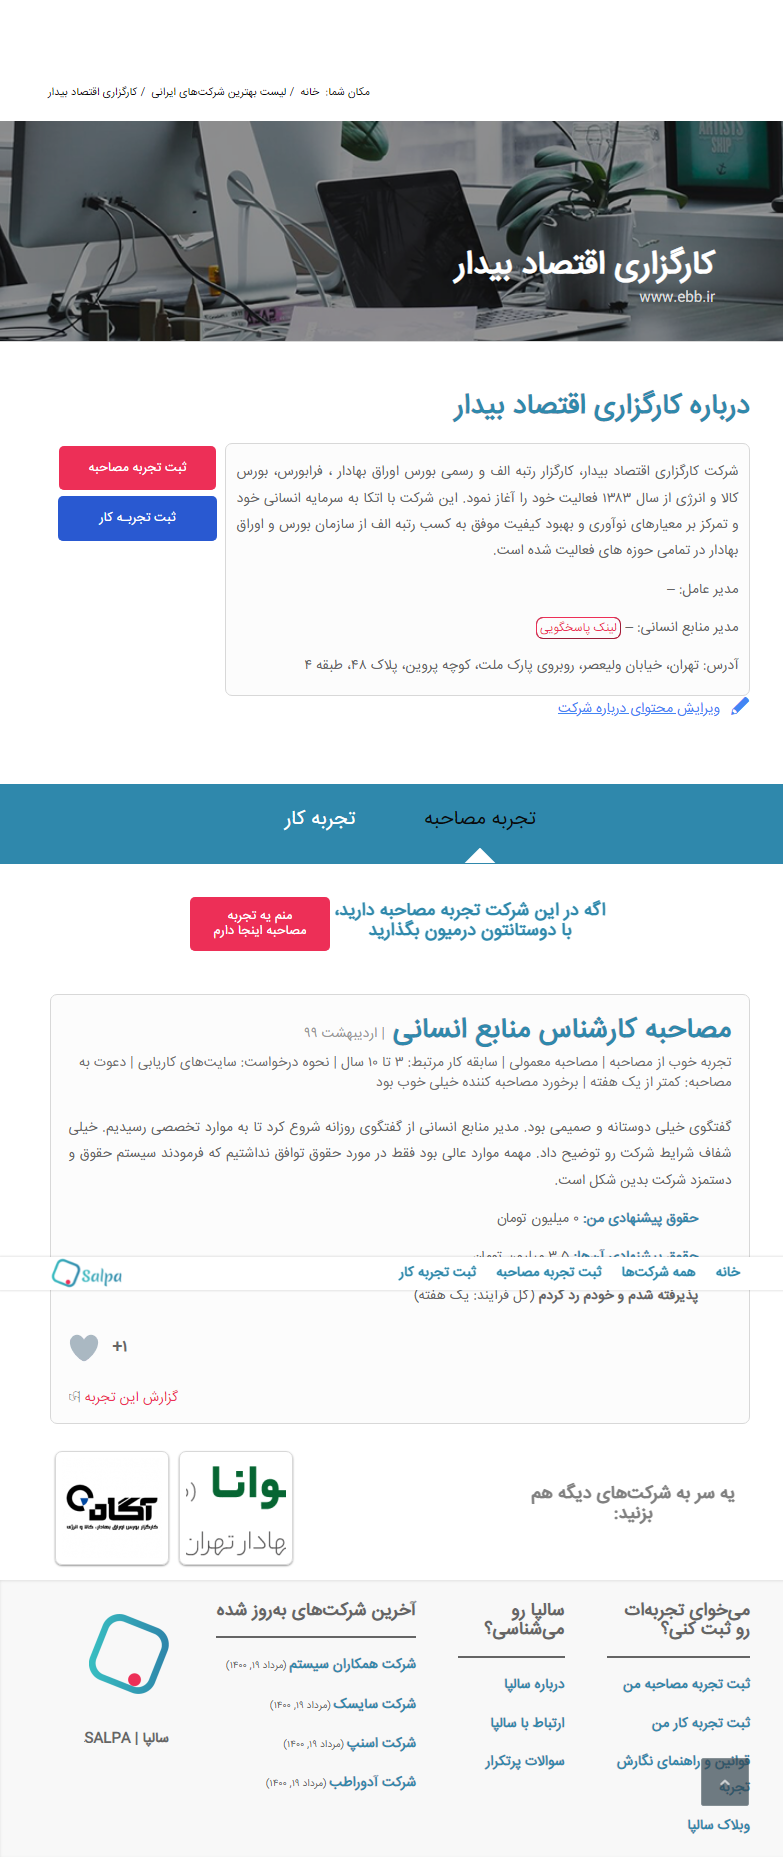 مکان شما: خانه / لیست بهترین شرکت‌های ایرانی / کارگزاری اقتصاد بیدار
ARTISTS
SHIP
کارگزاری اقتصاد بیدار
www.ebb.ir
درباره کارگزاری اقتصاد بیدار
شرکت کارگزاری اقتصاد بیدار، کارگزار رتبه الف و رسمی بورس اوراق بهادار ، فرابورس، بورس
کالا و انرژی از سال ۱۳۸۳ فعالیت خود را آغاز نمود. این شرکت با اتکا به سرمایه انسانی خود
و تمرکز بر معیارهای نوآوری و بهبود کیفیت موفق به کسب رتبه الف از سازمان بورس و اوراق
بهادار در تمامی حوزه های فعالیت شده است.
مدیر عامل: –
مدیر منابع انسانی: – لینک پاسخگویی
آدرس: تهران، خیابان ولیعصر، روبروی پارک ملت، کوچه پروین، پلاک ۴۸، طبقه ۴
ویرایش محتوای درباره شرکت
ثبت تجربه مصاحبه
ثبت تجربـه کار
تجربه مصاحبه
تجربه کار
اگه در این شرکت تجربه مصاحبه دارید،
با دوستانتون درمیون بگذارید
منم یه تجربه
مصاحبه اینجا دارم
مصاحبه کارشناس منابع انسانی | اردیبهشت ۹۹
تجربه خوب از مصاحبه | مصاحبه معمولی | سابقه کار مرتبط: ۳ تا ۱۰ سال | نحوه درخواست: سایت‌های کاریابی | دعوت به
مصاحبه: کمتر از یک هفته | برخورد مصاحبه کننده خیلی خوب بود
گفتگوی خیلی دوستانه و صمیمی بود. مدیر منابع انسانی از گفتگوی روزانه شروع کرد تا به موارد تخصصی رسیدیم. خیلی
شفاف شرایط شرکت رو توضیح داد. مهمه موارد عالی بود فقط در مورد حقوق توافق نداشتیم که فرمودند سیستم حقوق و
دستمزد شرکت بدین شکل است.
حقوق پیشنهادی من: ۰ میلیون تومان
حقوق پیشنهادی آن‌ها: ۳.۵ میلیون تومان
خانه
همه شرکت‌ها
ثبت تجربه مصاحبه
ثبت تجربه کار
Salpa
پذیرفته شدم و خودم رد کردم (کل فرایند: یک هفته)
+۱
گزارش این تجربه
یه سر به شرکت‌های دیگه هم
بزنید:
وانا
هادار تهران
آگاه
کارگزار بورس اوراق بهادار، کالا و انرژی
می‌خوای تجربه‌ات
رو ثبت کنی؟
ثبت تجربه مصاحبه من
ثبت تجربه کار من
قوانین و راهنمای نگارش
تجربه
وبلاگ سالپا
سالپا رو
می‌شناسی؟
درباره سالپا
ارتباط با سالپا
سوالات پرتکرار
آخرین شرکت‌های به‌روز شده
شرکت همکاران سیستم (مرداد ۱۹, ۱۴۰۰)
شرکت سایسک (مرداد ۱۹, ۱۴۰۰)
شرکت اسنپ (مرداد ۱۹, ۱۴۰۰)
شرکت آدوراطب (مرداد ۱۹, ۱۴۰۰)
سالپا | SALPA